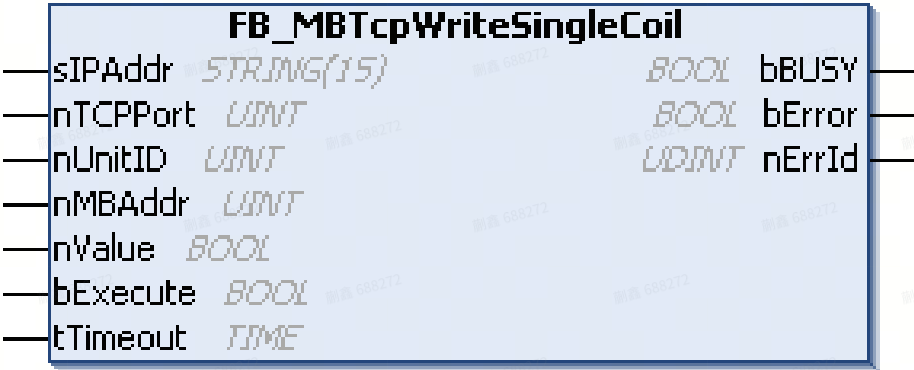 FB_MBTcpWriteSingleCoil
sIPAddr STRING(15) BOOL bBUSY
nTCPPort UINT BOOL bError
nUnitID UINT UDINT nErrId
nMBAddr UINT
nValue BOOL
bExecute BOOL
tTimeout TIME